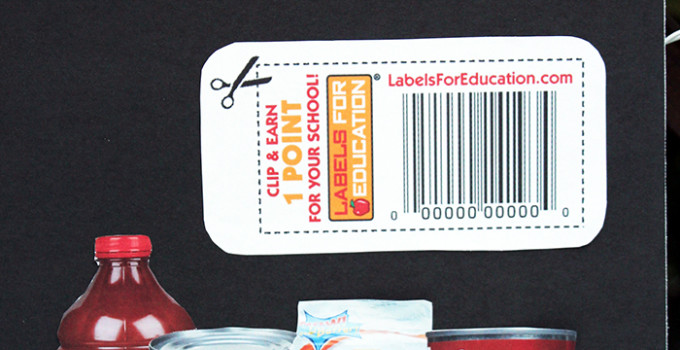 CLIP & EARN
1 POINT
FOR YOUR SCHOOL!
LABELS FOR
EDUCATION®
LabelsForEducation.com
0 00000 00000 0